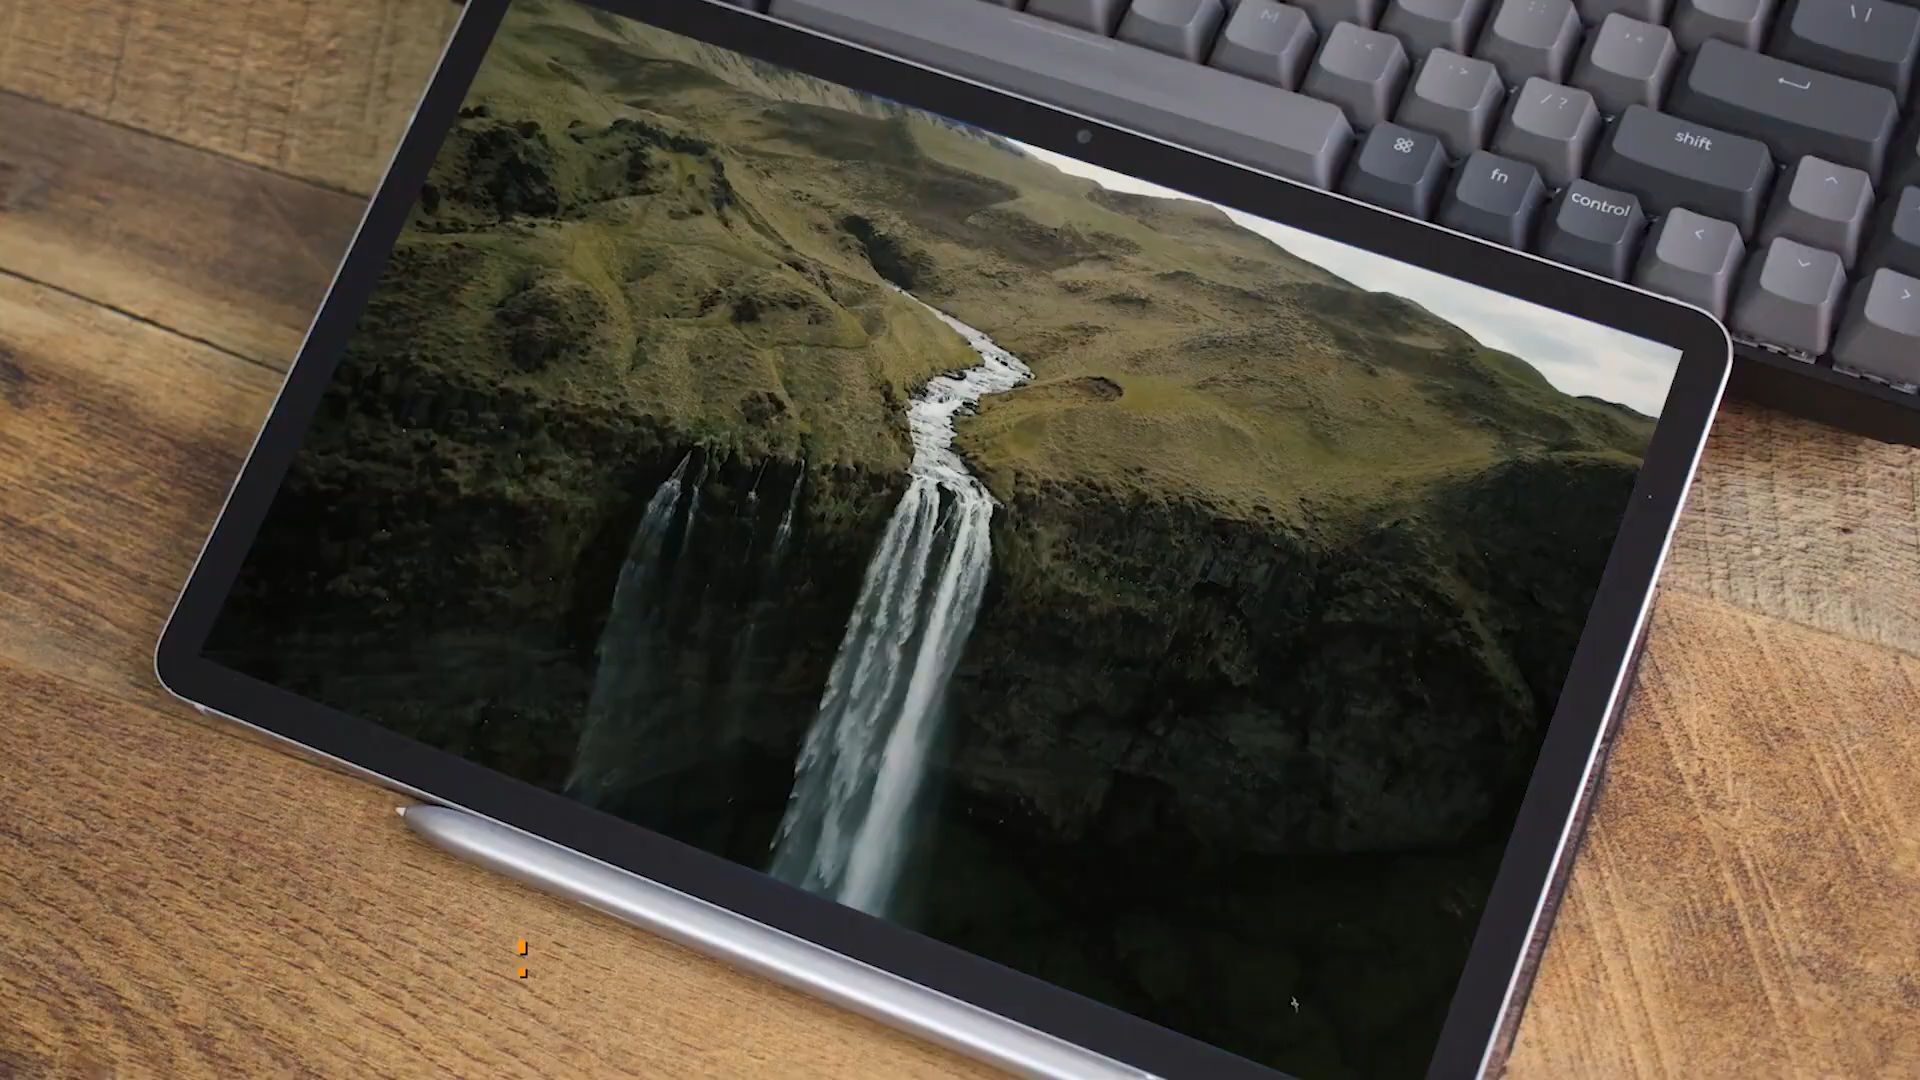 M
\ |
/ ?
shift
⌘
fn
control